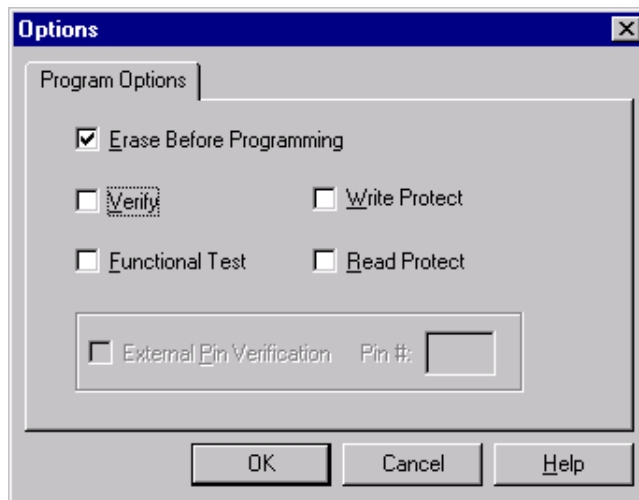 Options
Program Options
Erase Before Programming
Verify Write Protect
Functional Test Read Protect
External Pin Verification Pin #:
OK Cancel Help